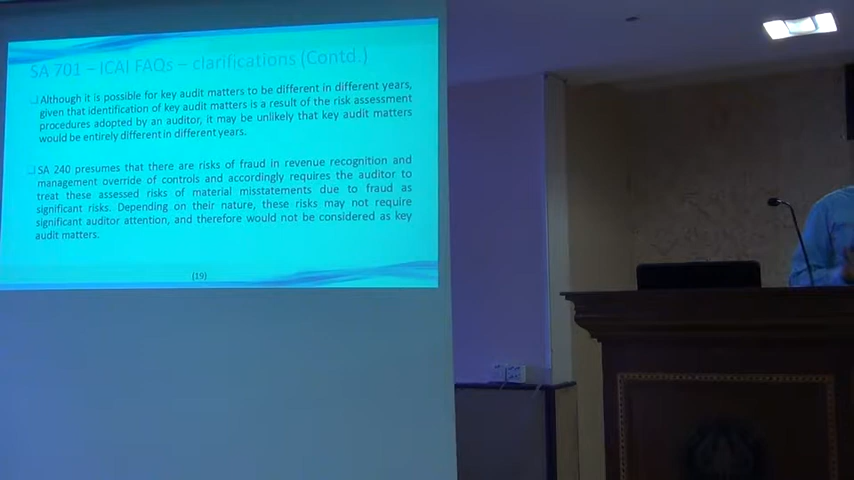 SA 701 – ICAI FAQs – clarifications (Contd.)
Although it is possible for key audit matters to be different in different years,
given that identification of key audit matters is a result of the risk assessment
procedures adopted by an auditor, it may be unlikely that key audit matters
would be entirely different in different years.
SA 240 presumes that there are risks of fraud in revenue recognition and
management override of controls and accordingly requires the auditor to
treat these assessed risks of material misstatements due to fraud as
significant risks. Depending on their nature, these risks may not require
significant auditor attention, and therefore would not be considered as key
audit matters.
(19)